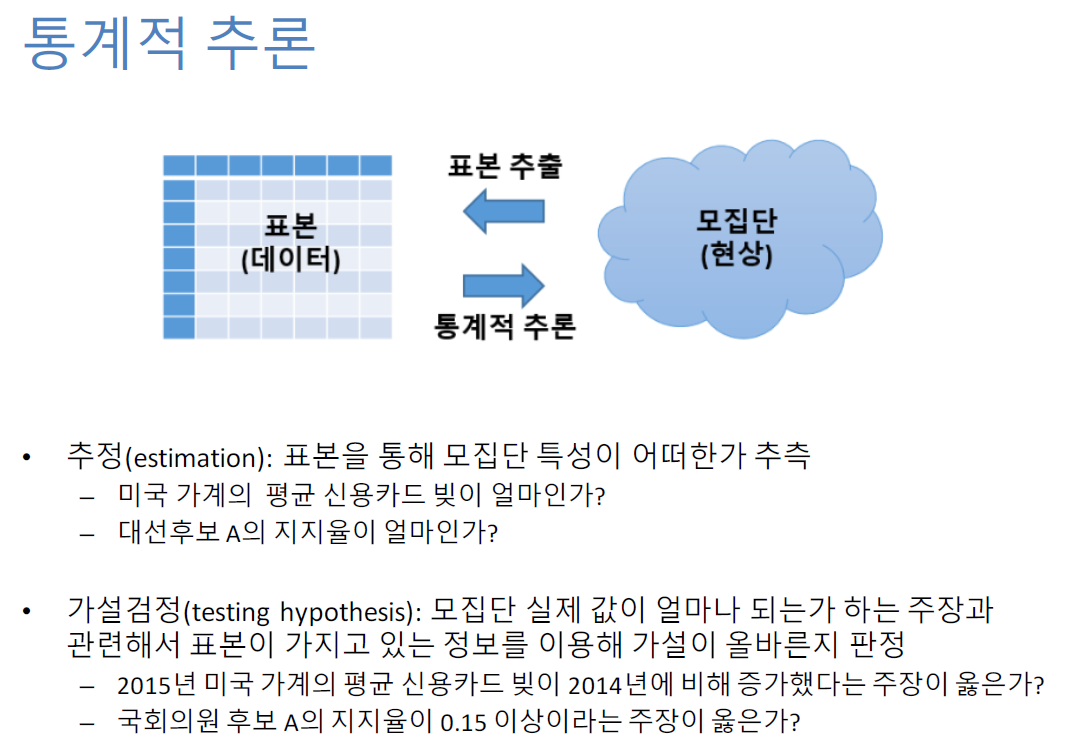 통계적 추론
표본 추출
표본
(데이터)
모집단
(현상)
통계적 추론
• 추정(estimation): 표본을 통해 모집단 특성이 어떠한가 추측
– 미국 가계의 평균 신용카드 빚이 얼마인가?
– 대선후보 A의 지지율이 얼마인가?
• 가설검정(testing hypothesis): 모집단 실제 값이 얼마나 되는가 하는 주장과
관련해서 표본이 가지고 있는 정보를 이용해 가설이 올바른지 판정
– 2015년 미국 가계의 평균 신용카드 빚이 2014년에 비해 증가했다는 주장이 옳은가?
– 국회의원 후보 A의 지지율이 0.15 이상이라는 주장이 옳은가?